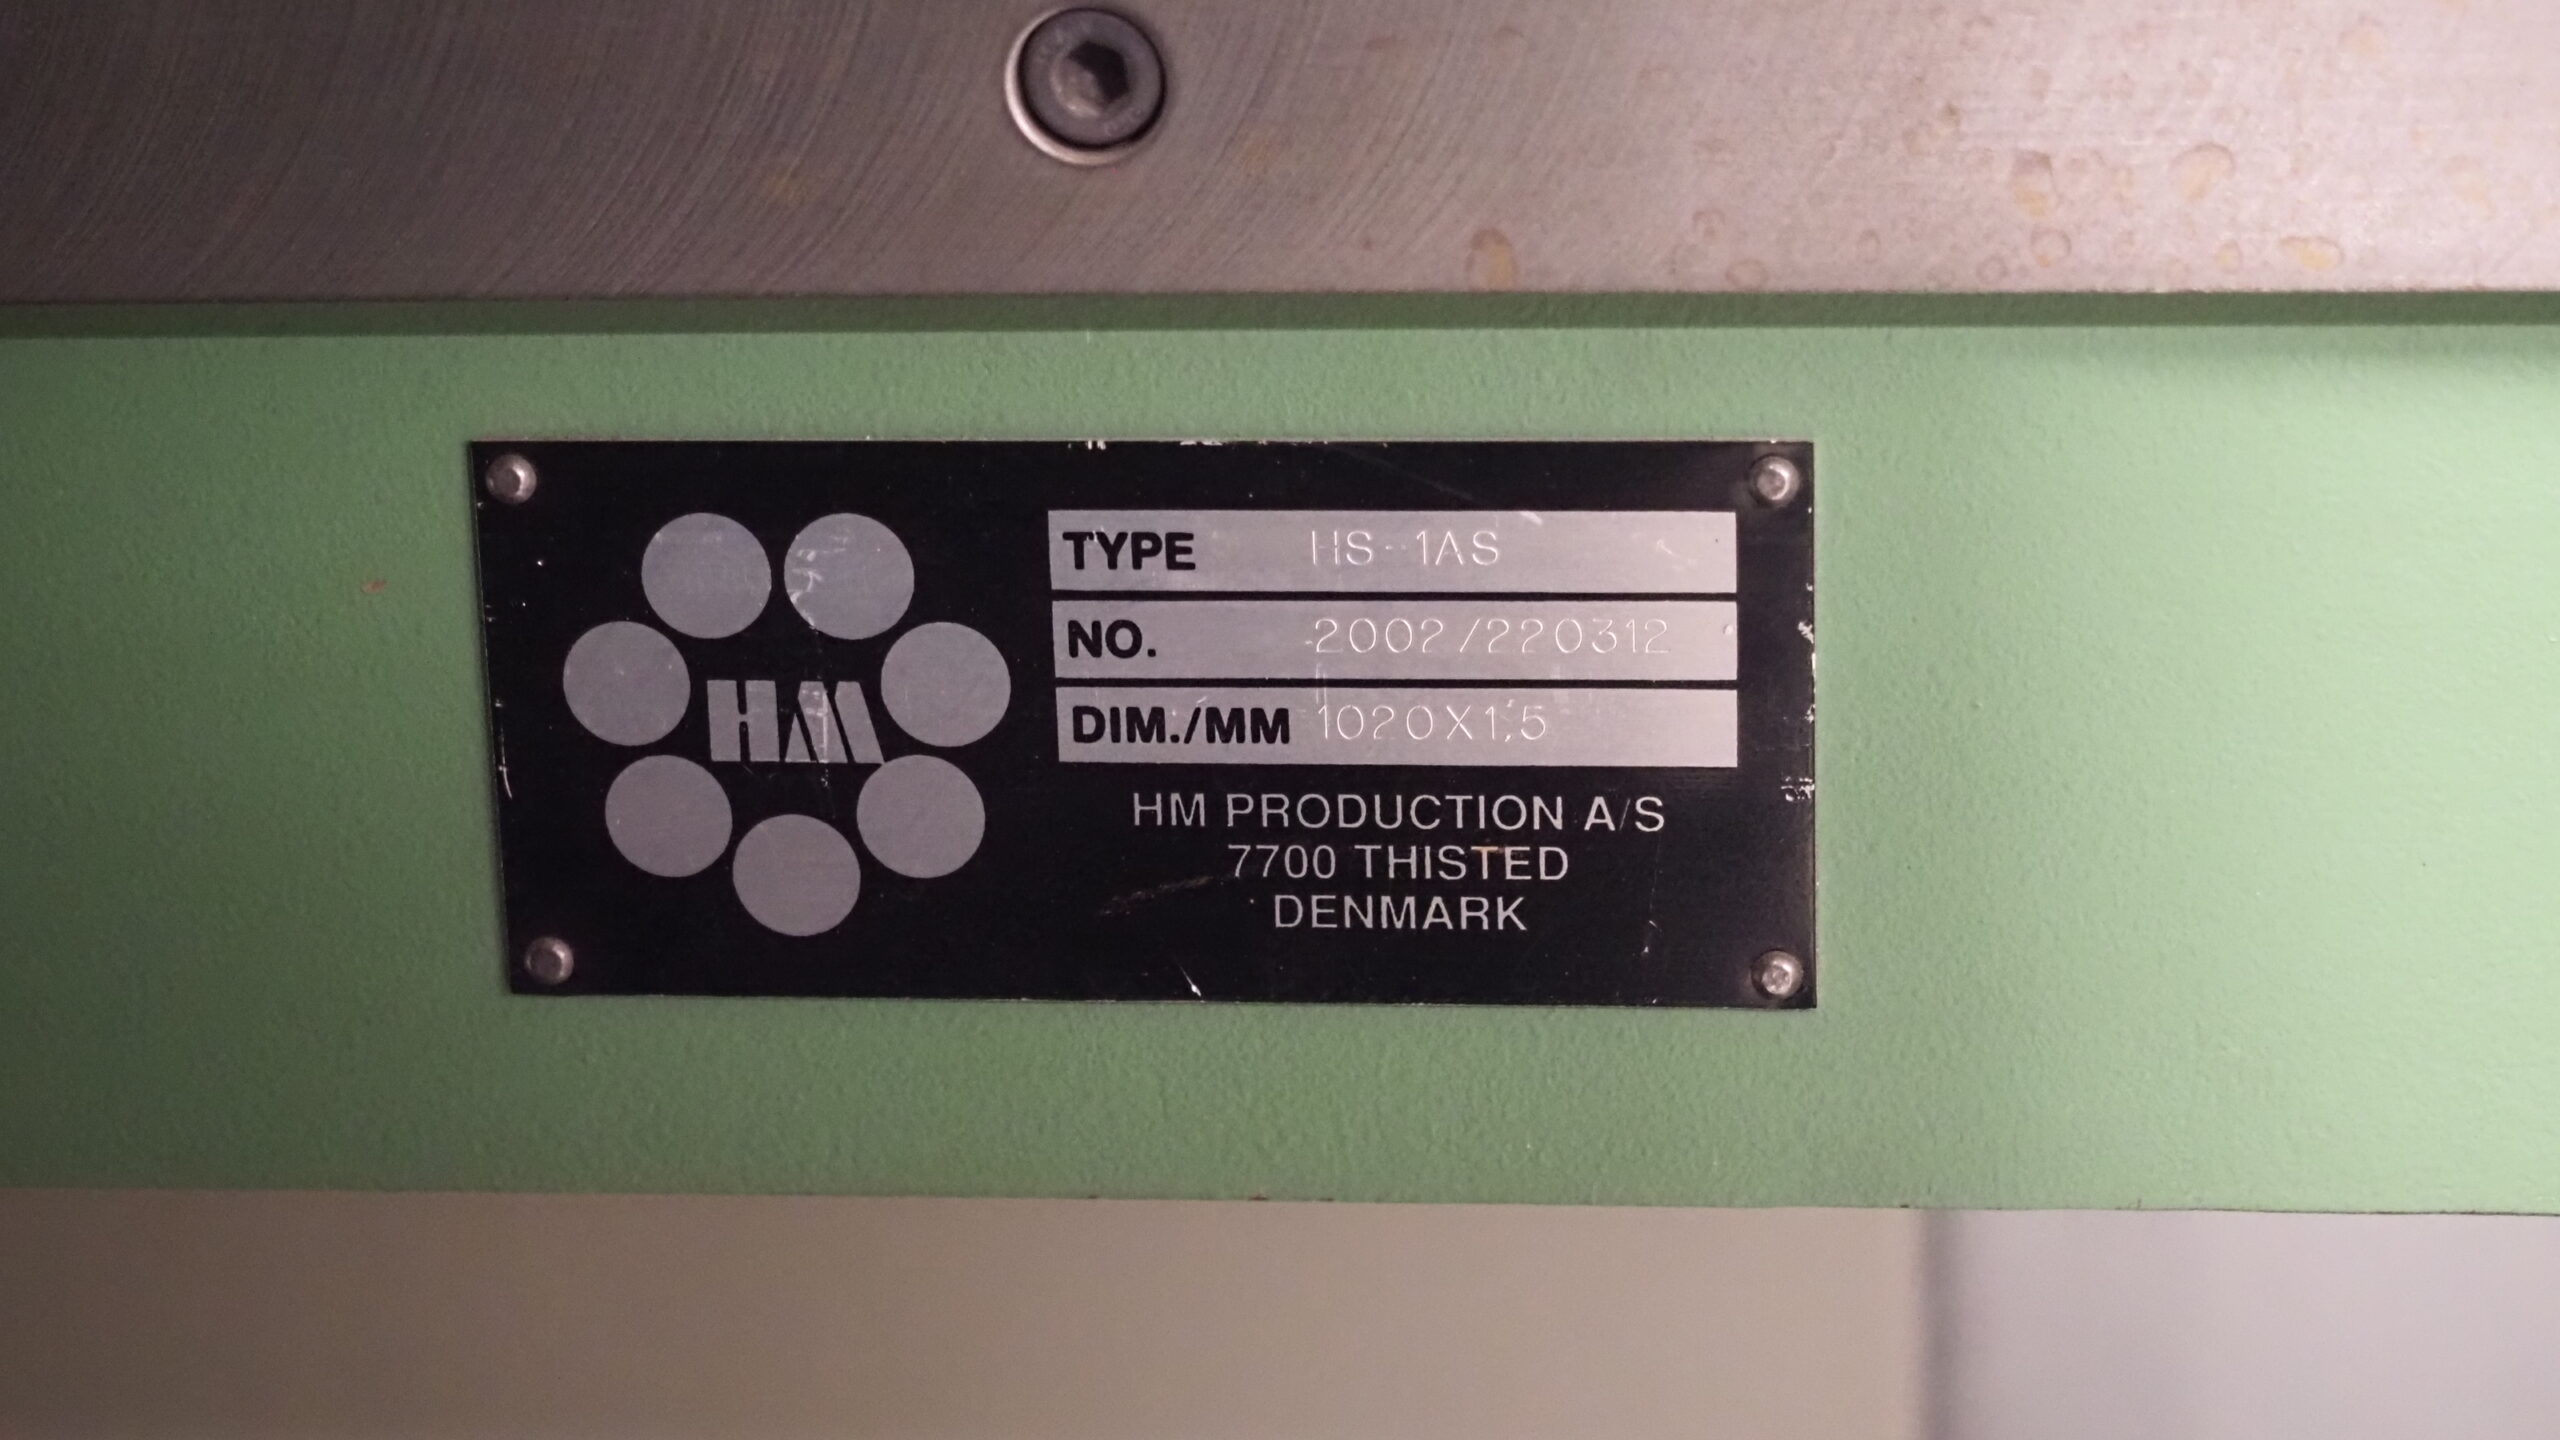 HM
TYPE HS-1AS
NO. 2002/220312
DIM./MM 1020X1,5
HM PRODUCTION A/S
7700 THISTED
DENMARK